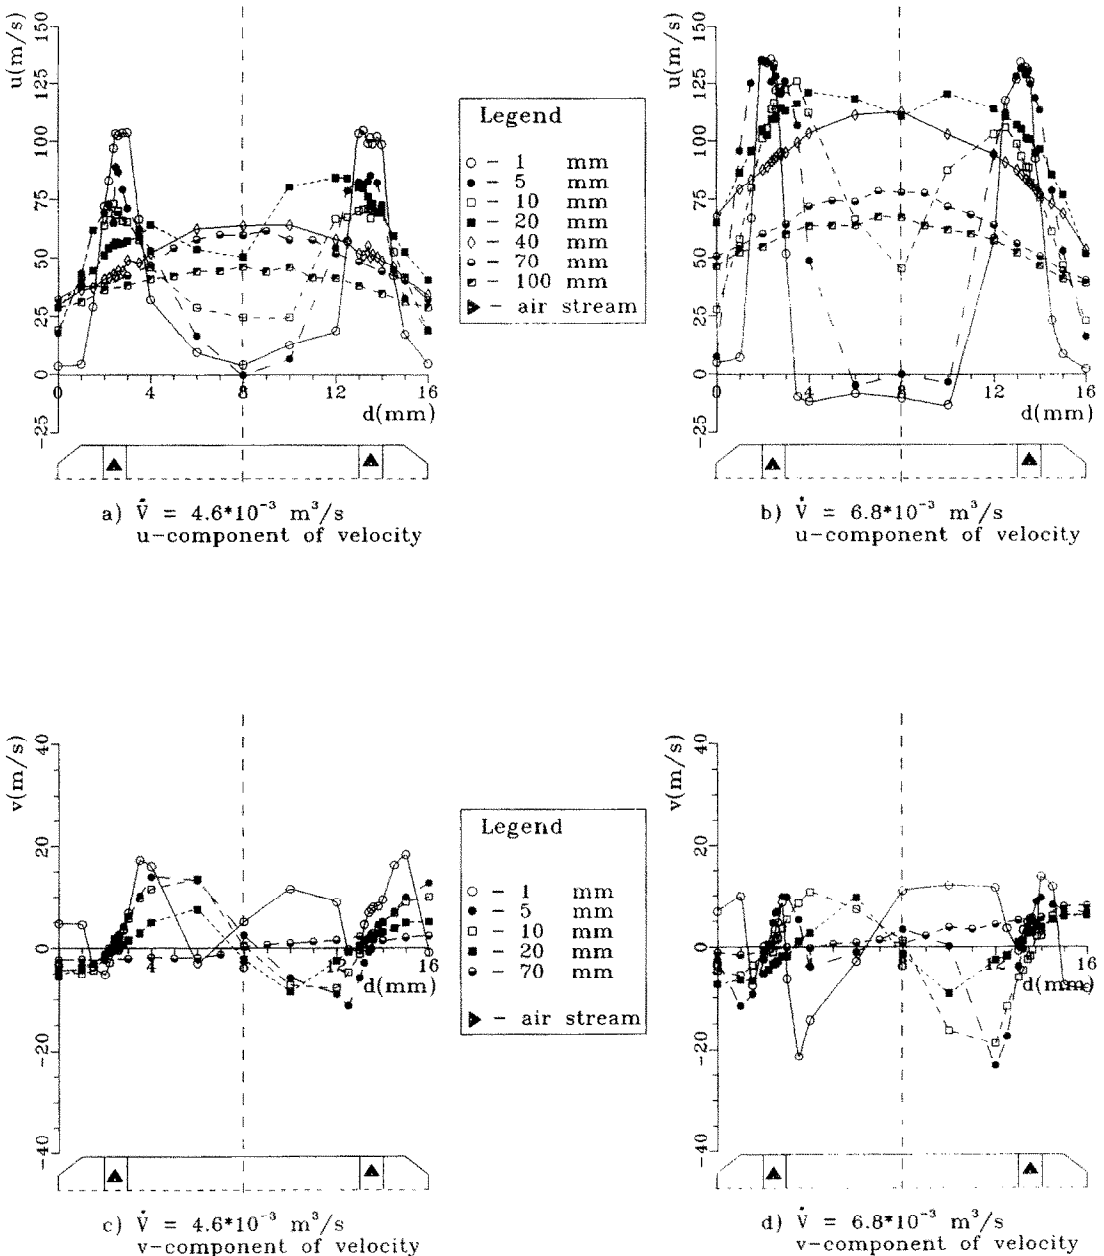 u(m/s)
150
125
100
75
50
25
0
-25
0 4 8 12 16
d(mm)
a) V̇ = 4.6*10⁻³ m³/s
u-component of velocity
Legend
- 1 mm
- 5 mm
- 10 mm
- 20 mm
- 40 mm
- 70 mm
- 100 mm
- air stream
u(m/s)
150
125
100
75
50
25
0
-25
0 4 8 12 16
d(mm)
b) V̇ = 6.8*10⁻³ m³/s
u-component of velocity
v(m/s)
40
20
0
-20
-40
4 16
d(mm)
c) V̇ = 4.6*10⁻³ m³/s
v-component of velocity
Legend
- 1 mm
- 5 mm
- 10 mm
- 20 mm
- 70 mm
- air stream
v(m/s)
40
20
0
-20
-40
4 12 16
d(mm)
d) V̇ = 6.8*10⁻³ m³/s
v-component of velocity